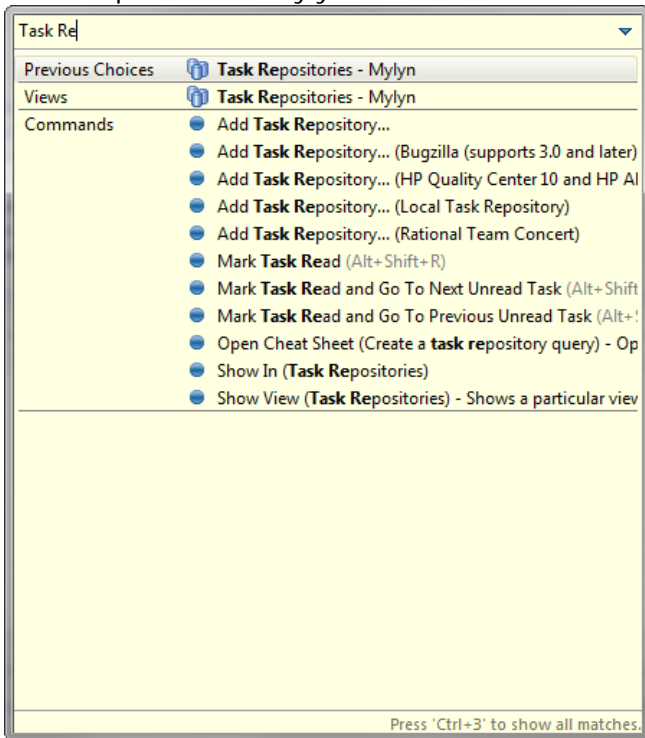 Task Re
Previous Choices Task Repositories - Mylyn
Views Task Repositories - Mylyn
Commands Add Task Repository...
Add Task Repository... (Bugzilla (supports 3.0 and later)
Add Task Repository... (HP Quality Center 10 and HP Al
Add Task Repository... (Local Task Repository)
Add Task Repository... (Rational Team Concert)
Mark Task Read (Alt+Shift+R)
Mark Task Read and Go To Next Unread Task (Alt+Shift
Mark Task Read and Go To Previous Unread Task (Alt+
Open Cheat Sheet (Create a task repository query) - Op
Show In (Task Repositories)
Show View (Task Repositories) - Shows a particular view
Press 'Ctrl+3' to show all matches.